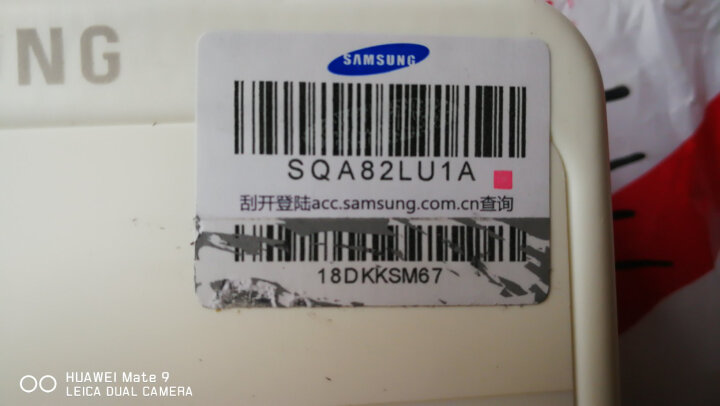 UNG
SAMSUNG
SQA82LU1A
刮开登陆acc.samsung.com.cn查询
18DKKSM67
HUAWEI Mate 9
LEICA DUAL CAMERA